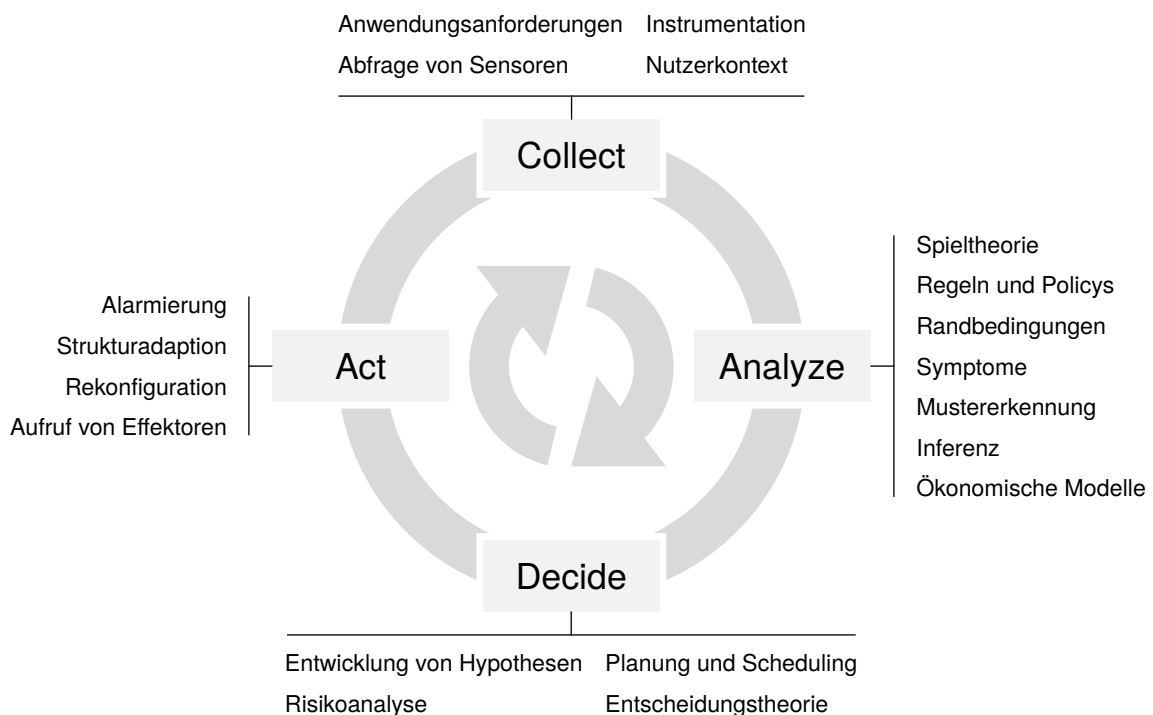 Anwendungsanforderungen Instrumentation
Abfrage von Sensoren Nutzerkontext
Collect
Spieltheorie
Regeln und Policys
Randbedingungen
Symptome
Mustererkennung
Inferenz
Ökonomische Modelle
Analyze
Alarmierung
Strukturadaption
Rekonfiguration
Aufruf von Effektoren
Act
Decide
Entwicklung von Hypothesen Planung und Scheduling
Risikoanalyse Entscheidungstheorie